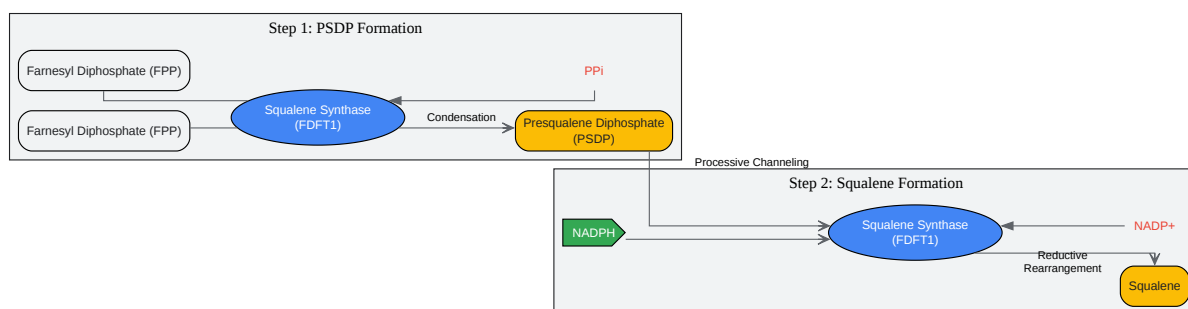 Step 1: PSDP Formation
Farnesyl Diphosphate (FPP)
PPi
Squalene Synthase
(FDFT1)
Condensation
Presqualene Diphosphate
(PSDP)
Farnesyl Diphosphate (FPP)
Processive Channeling
Step 2: Squalene Formation
NADPH
Squalene Synthase
(FDFT1)
NADP+
Reductive
Rearrangement
Squalene